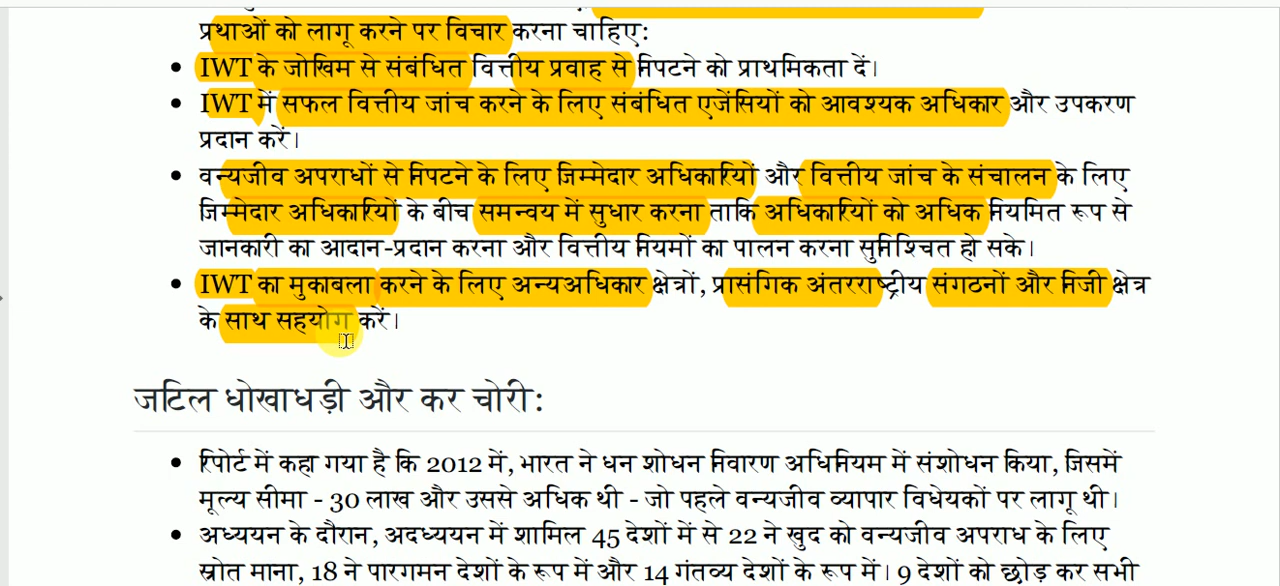 प्रथाओं को लागू करने पर विचार करना चाहिए:
• IWT के जोखिम से संबंधित वित्तीय प्रवाह से निपटने को प्राथमिकता दें।
• IWT में सफल वित्तीय जांच करने के लिए संबंधित एजेंसियों को आवश्यक अधिकार और उपकरण
प्रदान करें।
• वन्यजीव अपराधों से निपटने के लिए जिम्मेदार अधिकारियों और वित्तीय जांच के संचालन के लिए
जिम्मेदार अधिकारियों के बीच समन्वय में सुधार करना ताकि अधिकारियों को अधिक नियमित रूप से
जानकारी का आदान-प्रदान करना और वित्तीय नियमों का पालन करना सुनिश्चित हो सके।
• IWT का मुकाबला करने के लिए अन्यअधिकार क्षेत्रों, प्रासंगिक अंतरराष्ट्रीय संगठनों और निजी क्षेत्र
के साथ सहयोग करें।
जटिल धोखाधड़ी और कर चोरी:
• रिपोर्ट में कहा गया है कि 2012 में, भारत ने धन शोधन निवारण अधिनियम में संशोधन किया, जिसमें
मूल्य सीमा - 30 लाख और उससे अधिक थी - जो पहले वन्यजीव व्यापार विधेयकों पर लागू थी।
• अध्ययन के दौरान, अदध्ययन में शामिल 45 देशों में से 22 ने खुद को वन्यजीव अपराध के लिए
स्रोत माना, 18 ने पारगमन देशों के रूप में और 14 गंतव्य देशों के रूप में। 9 देशों को छोड़ कर सभी